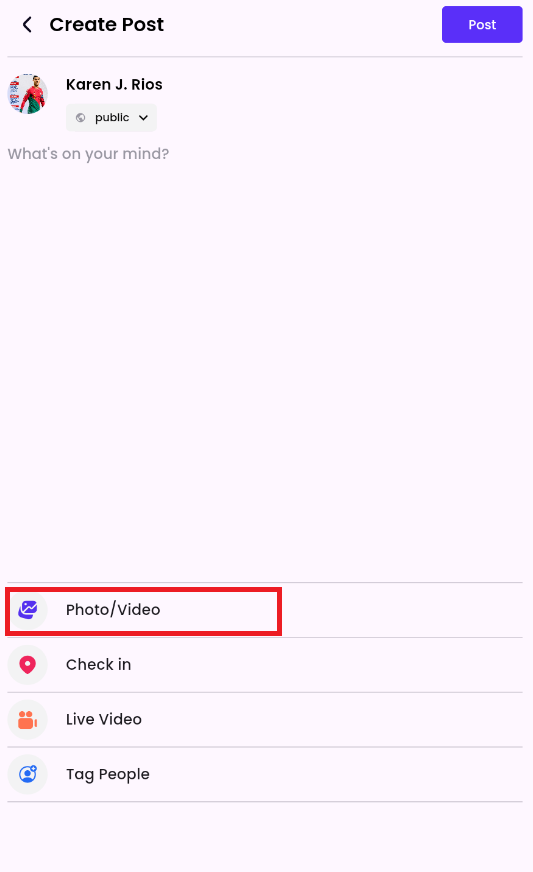 Create Post
Post
Karen J. Rios
public
What's on your mind?
Photo/Video
Check in
Live Video
Tag People